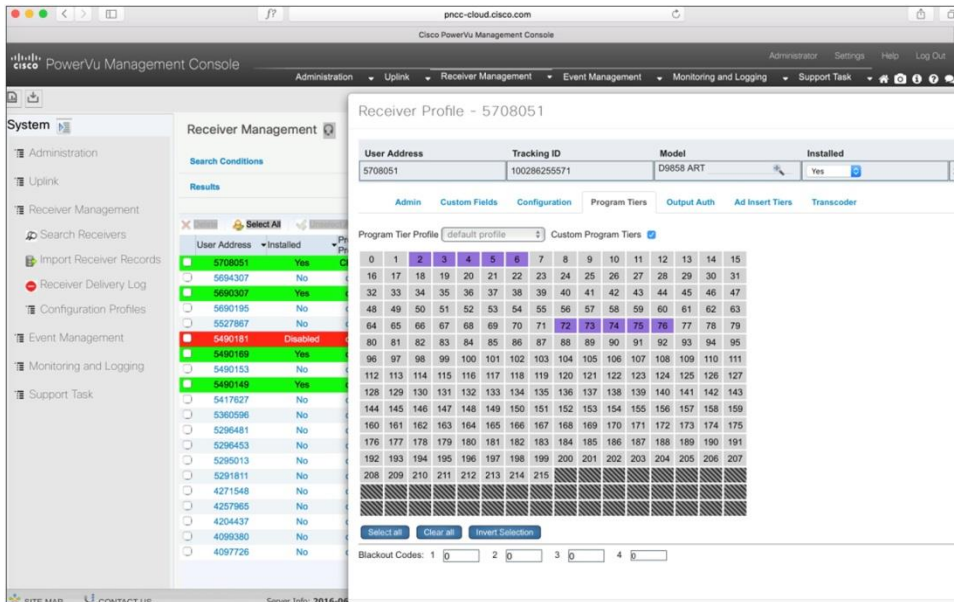 f?
pncc-cloud.cisco.com
Cisco PowerVu Management Console
Administrator Settings Help Log Out
cisco PowerVu Management Console
Administration Uplink Receiver Management Event Management Monitoring and Logging Support Task
System
Administration
Uplink
Receiver Management
Search Receivers
Import Receiver Records
Receiver Delivery Log
Configuration Profiles
Event Management
Monitoring and Logging
Support Task
Receiver Management
Search Conditions
Results
Select All
User Address Installed
5708051 Yes
5694307 No
5690307 Yes
5690195 No
5527867 No
5490181 Disabled
5490169 Yes
5490153 No
5490149 Yes
5417627 No
5360596 No
5296481 No
5296453 No
5295013 No
5291811 No
4271548 No
4257965 No
4204437 No
4099380 No
4097726 No
Receiver Profile - 5708051
User Address Tracking ID Model Installed
5708051 100286255571 D9858 ART Yes
Admin Custom Fields Configuration Program Tiers Output Auth Ad Insert Tiers Transcoder
Program Tier Profile default profile Custom Program Tiers
0 1 2 3 4 5 6 7 8 9 10 11 12 13 14 15
16 17 18 19 20 21 22 23 24 25 26 27 28 29 30 31
32 33 34 35 36 37 38 39 40 41 42 43 44 45 46 47
48 49 50 51 52 53 54 55 56 57 58 59 60 61 62 63
64 65 66 67 68 69 70 71 72 73 74 75 76 77 78 79
80 81 82 83 84 85 86 87 88 89 90 91 92 93 94 95
96 97 98 99 100 101 102 103 104 105 106 107 108 109 110 111
112 113 114 115 116 117 118 119 120 121 122 123 124 125 126 127
128 129 130 131 132 133 134 135 136 137 138 139 140 141 142 143
144 145 146 147 148 149 150 151 152 153 154 155 156 157 158 159
160 161 162 163 164 165 166 167 168 169 170 171 172 173 174 175
176 177 178 179 180 181 182 183 184 185 186 187 188 189 190 191
192 193 194 195 196 197 198 199 200 201 202 203 204 205 206 207
208 209 210 211 212 213 214 215
Select all Clear all Invert Selection
Blackout Codes: 1 0 2 0 3 0 4 0
SITE MAP CONTACT US Server Info: 2016-06